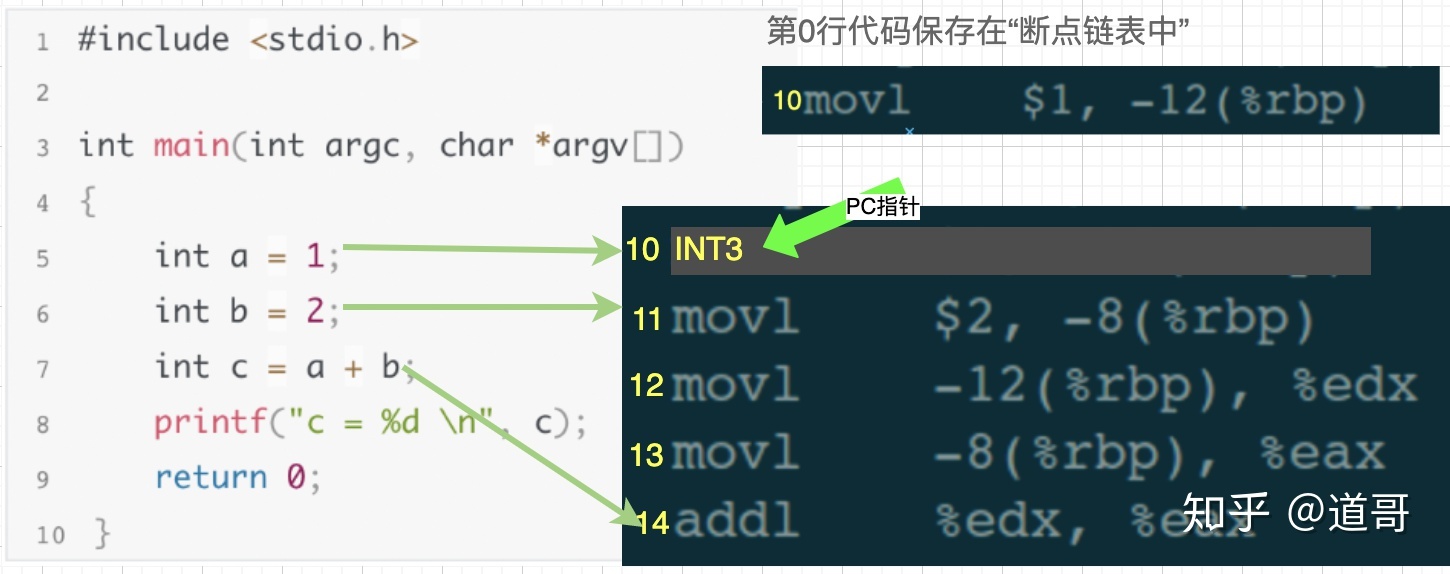 1 #include <stdio.h>
2
3 int main(int argc, char *argv[])
4 {
5 int a = 1;
6 int b = 2;
7 int c = a + b;
8 printf("c = %d \n", c);
9 return 0;
10 }
第0行代码保存在“断点链表中”
10 movl $1, -12(%rbp)
PC指针
10 INT3
11 movl $2, -8(%rbp)
12 movl -12(%rbp), %edx
13 movl -8(%rbp), %eax
14 addl %edx, %eax
知乎 @道哥